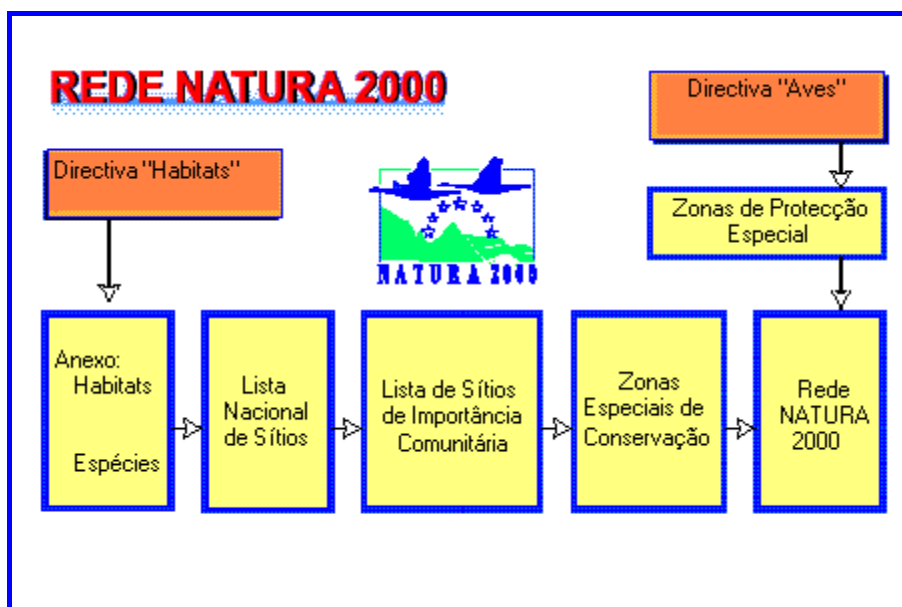 REDE NATURA 2000
Directiva "Aves"
Directiva "Habitats"
Zonas de Protecção
Especial
NATURA 2000
Anexo:
Habitats
Espécies
Lista
Nacional
de Sítios
Lista de Sítios
de Importância
Comunitária
Zonas
Especiais de
Conservação
Rede
NATURA
2000